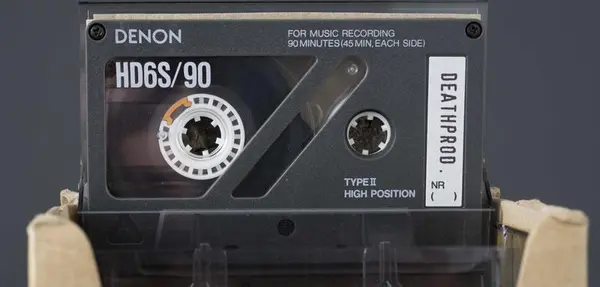 DENON
FOR MUSIC RECORDING
90 MINUTES (45 MIN, EACH SIDE)
HD6S/90
DEATHPROD.
NR
( )
TYPE II
HIGH POSITION